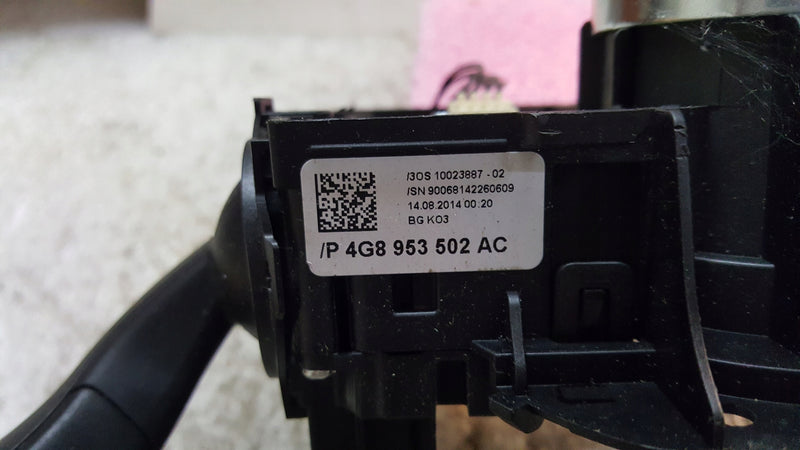 /3OS 10023887 - 02
/SN 90068142260609
14.08.2014 00:20
BG KO3
/P 4G8 953 502 AC